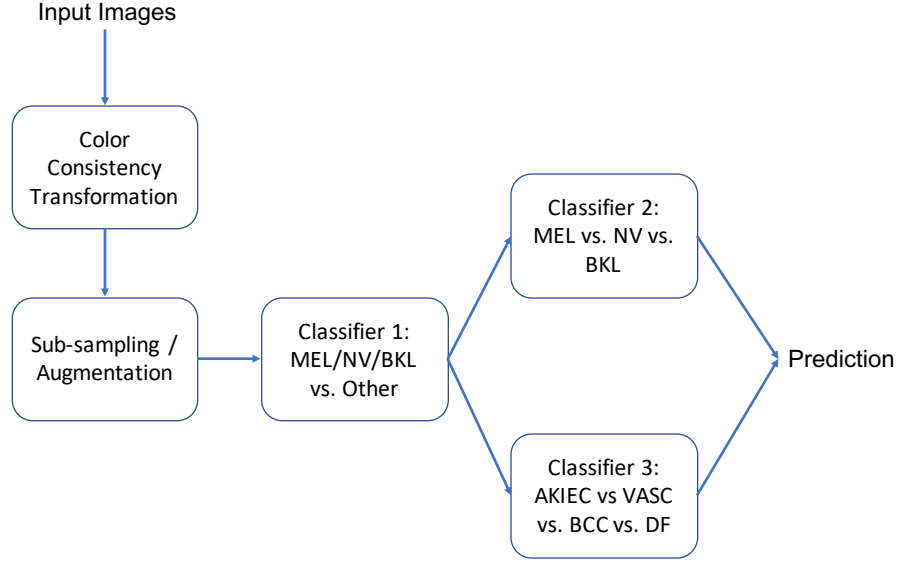 Input Images
Color
Consistency
Transformation
Sub-sampling /
Augmentation
Classifier 1:
MEL/NV/BKL
vs. Other
Classifier 2:
MEL vs. NV vs.
BKL
Classifier 3:
AKIEC vs VASC
vs. BCC vs. DF
Prediction